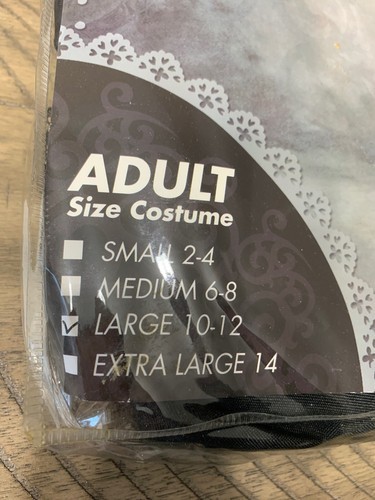 ADULT
Size Costume
SMALL 2-4
MEDIUM 6-8
LARGE 10-12
EXTRA LARGE 14